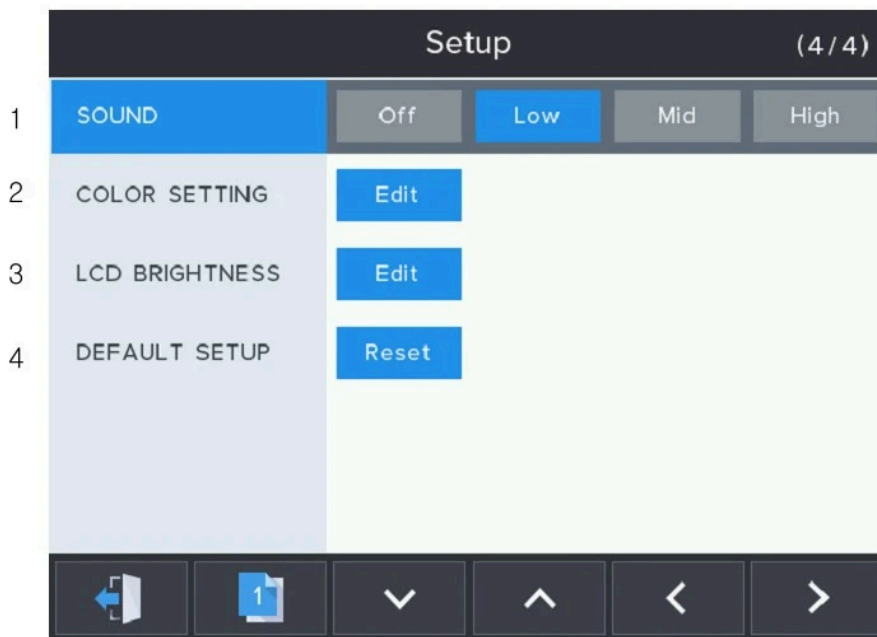 Setup (4/4)
1 SOUND Off Low Mid High
2 COLOR SETTING Edit
3 LCD BRIGHTNESS Edit
4 DEFAULT SETUP Reset
1